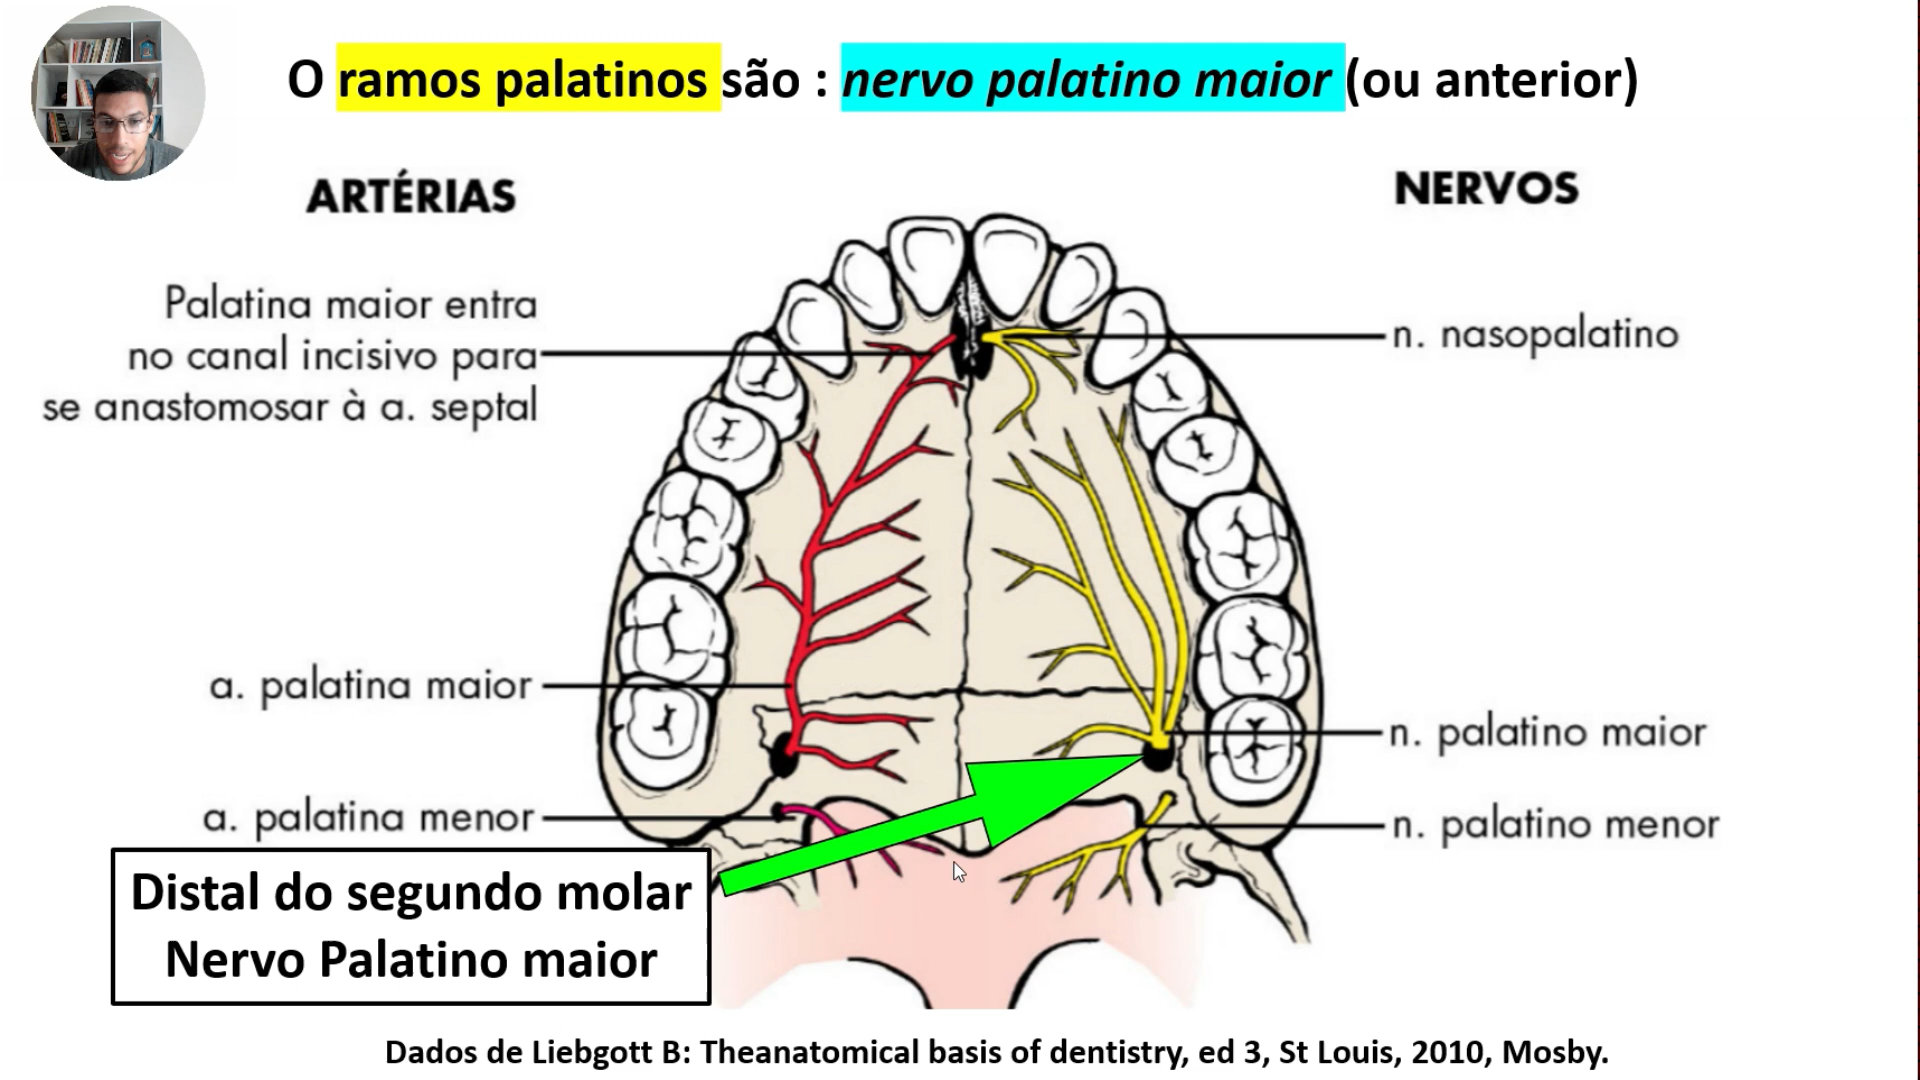 O ramos palatinos são : nervo palatino maior (ou anterior)
ARTÉRIAS
NERVOS
Palatina maior entra
no canal incisivo para
se anastomosar à a. septal
n. nasopalatino
a. palatina maior
n. palatino maior
a. palatina menor
n. palatino menor
Distal do segundo molar
Nervo Palatino maior
Dados de Liebgott B: Theanatomical basis of dentistry, ed 3, St Louis, 2010, Mosby.